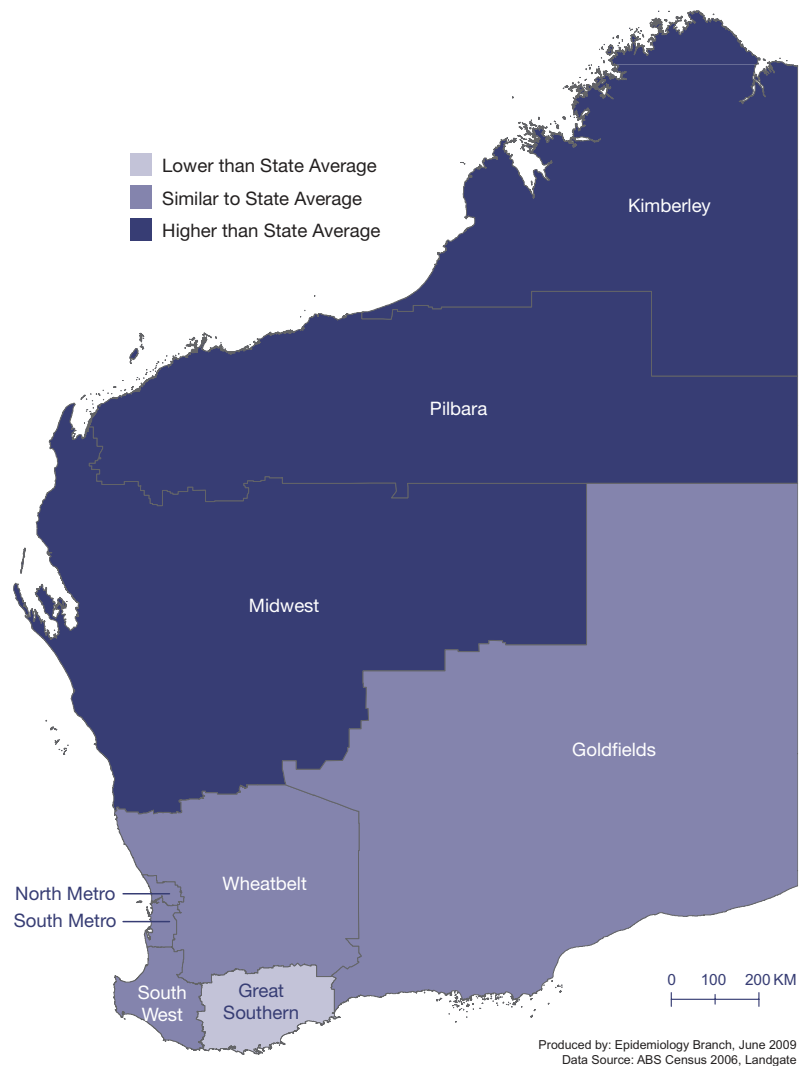 Lower than State Average
Similar to State Average
Higher than State Average
Kimberley
Pilbara
Midwest
Goldfields
Wheatbelt
North Metro
South Metro
South
West
Great
Southern
0 100 200 KM
Produced by: Epidemiology Branch, June 2009
Data Source: ABS Census 2006, Landgate